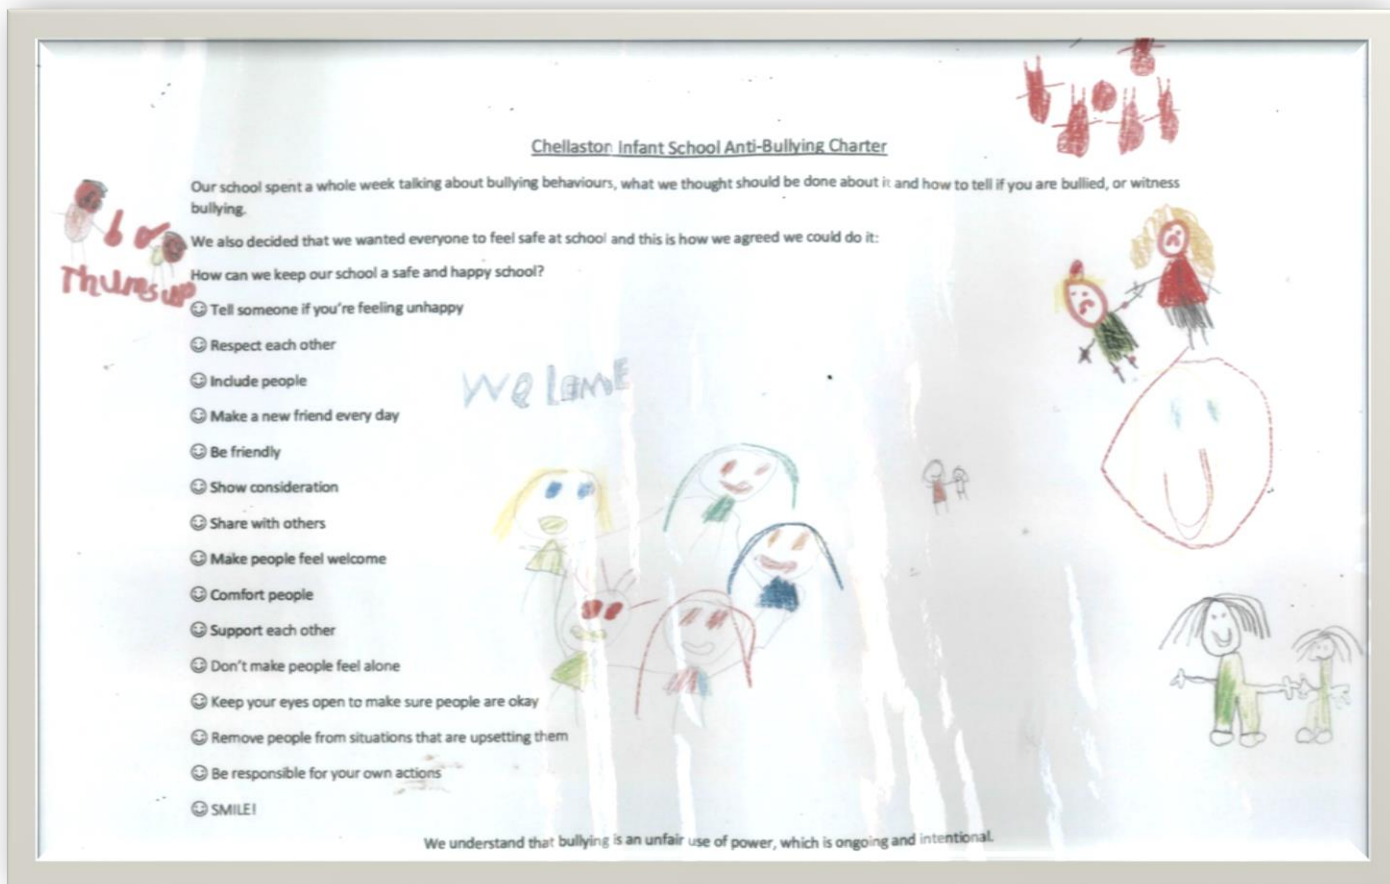 Chellaston Infant School Anti-Bullying Charter
Our school spent a whole week talking about bullying behaviours, what we thought should be done about it and how to tell if you are bullied, or witness
bullying.
We also decided that we wanted everyone to feel safe at school and this is how we agreed we could do it:
How can we keep our school a safe and happy school?
Thumsup
☺ Tell someone if you're feeling unhappy
☺ Respect each other
☺ Include people
☺ Make a new friend every day
☺ Be friendly
☺ Show consideration
☺ Share with others
☺ Make people feel welcome
☺ Comfort people
☺ Support each other
☺ Don't make people feel alone
☺ Keep your eyes open to make sure people are okay
☺ Remove people from situations that are upsetting them
☺ Be responsible for your own actions
☺ SMILE!
We understand that bullying is an unfair use of power, which is ongoing and intentional.